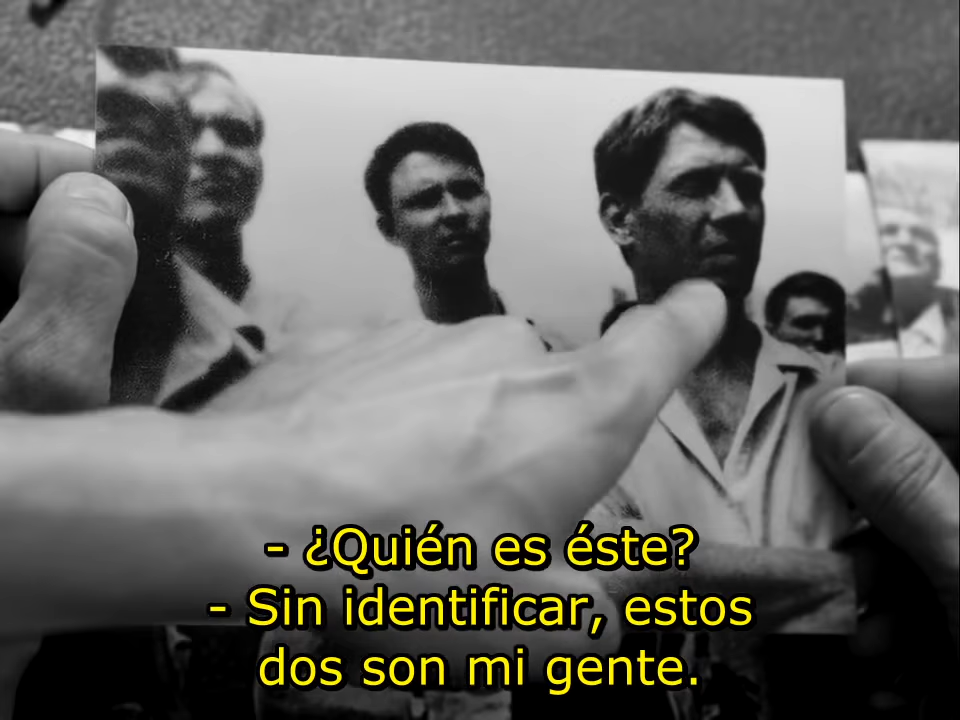 - ¿Quién es éste?
- Sin identificar, estos
dos son mi gente.